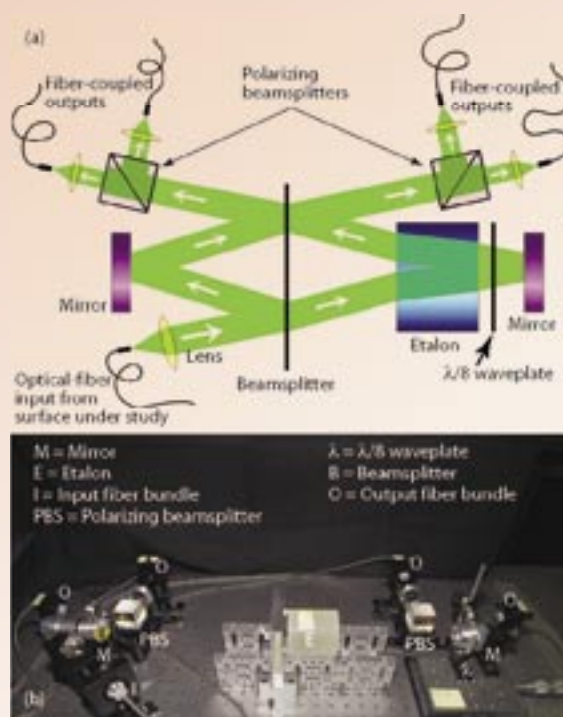 (a)
Fiber-coupled
outputs
Polarizing
beamsplitters
Fiber-coupled
outputs
Mirror
Lens
Optical-fiber
input from
surface under study
Beamsplitter
Etalon
λ/8 waveplate
Mirror
M = Mirror
E = Etalon
I = Input fiber bundle
PBS = Polarizing beamsplitter
λ = λ/8 waveplate
B = Beamsplitter
O = Output fiber bundle
O
O
PBS
M
I
E
O
PBS
O
M
λ
(b)